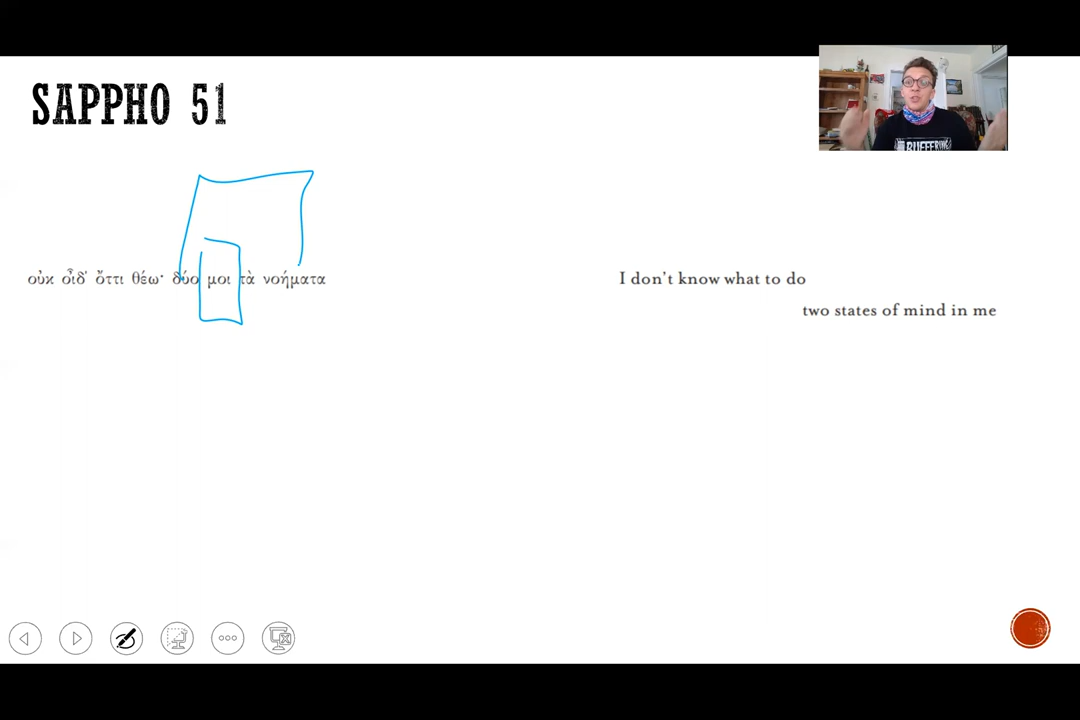 SAPPHO 51
οὐκ οἶδ' ὄττι θέω· δύο μοι τὰ νοήματα
I don't know what to do
two states of mind in me